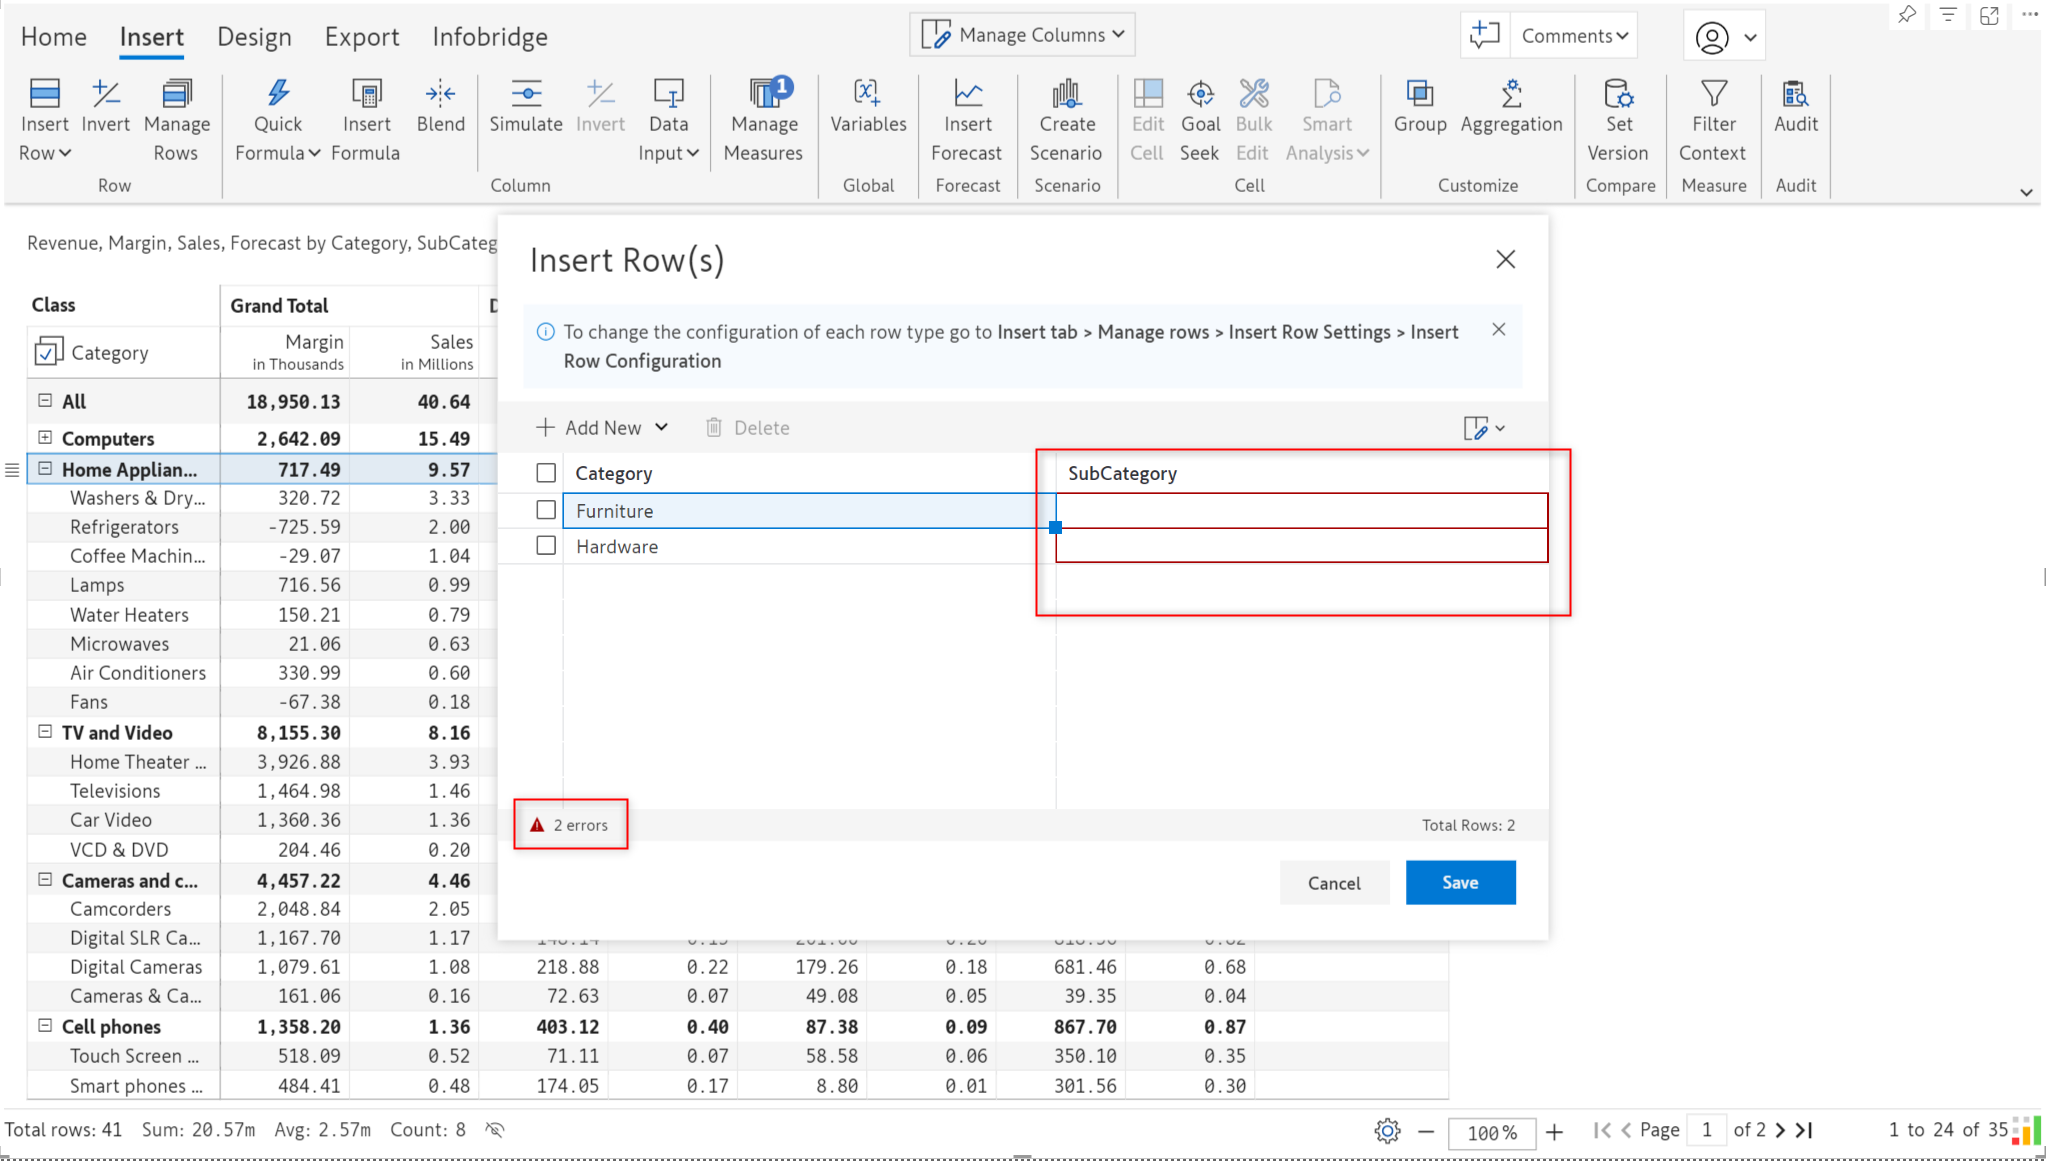 Home Insert Design Export Infobridge
Manage Columns
Comments
Insert Row
Invert
Manage Rows
Row
Quick Formula
Insert Formula
Blend
Simulate
Invert
Data Input
Column
1
Manage Measures
Variables
Global
Insert Forecast
Forecast
Create Scenario
Scenario
Edit Cell
Goal Seek
Bulk Edit
Smart Analysis
Cell
Group
Aggregation
Customize
Set Version
Compare
Filter Context
Measure
Audit
Audit
Revenue, Margin, Sales, Forecast by Category, SubCateg
Class Grand Total D
Category Margin in Thousands Sales in Millions
All 18,950.13 40.64
Computers 2,642.09 15.49
Home Applian... 717.49 9.57
Washers & Dry... 320.72 3.33
Refrigerators -725.59 2.00
Coffee Machin... -29.07 1.04
Lamps 716.56 0.99
Water Heaters 150.21 0.79
Microwaves 21.06 0.63
Air Conditioners 330.99 0.60
Fans -67.38 0.18
TV and Video 8,155.30 8.16
Home Theater ... 3,926.88 3.93
Televisions 1,464.98 1.46
Car Video 1,360.36 1.36
VCD & DVD 204.46 0.20
Cameras and c... 4,457.22 4.46
Camcorders 2,048.84 2.05
Digital SLR Ca... 1,167.70 1.17
Digital Cameras 1,079.61 1.08 218.88 0.22 179.26 0.18 681.46 0.68
Cameras & Ca... 161.06 0.16 72.63 0.07 49.08 0.05 39.35 0.04
Cell phones 1,358.20 1.36 403.12 0.40 87.38 0.09 867.70 0.87
Touch Screen ... 518.09 0.52 71.11 0.07 58.58 0.06 350.10 0.35
Smart phones ... 484.41 0.48 174.05 0.17 8.80 0.01 301.56 0.30
Insert Row(s)
To change the configuration of each row type go to Insert tab > Manage rows > Insert Row Settings > Insert
Row Configuration
Add New Delete
Category SubCategory
Furniture
Hardware
2 errors Total Rows: 2
Cancel Save
Total rows: 41 Sum: 20.57m Avg: 2.57m Count: 8
100% Page 1 of 2 1 to 24 of 35